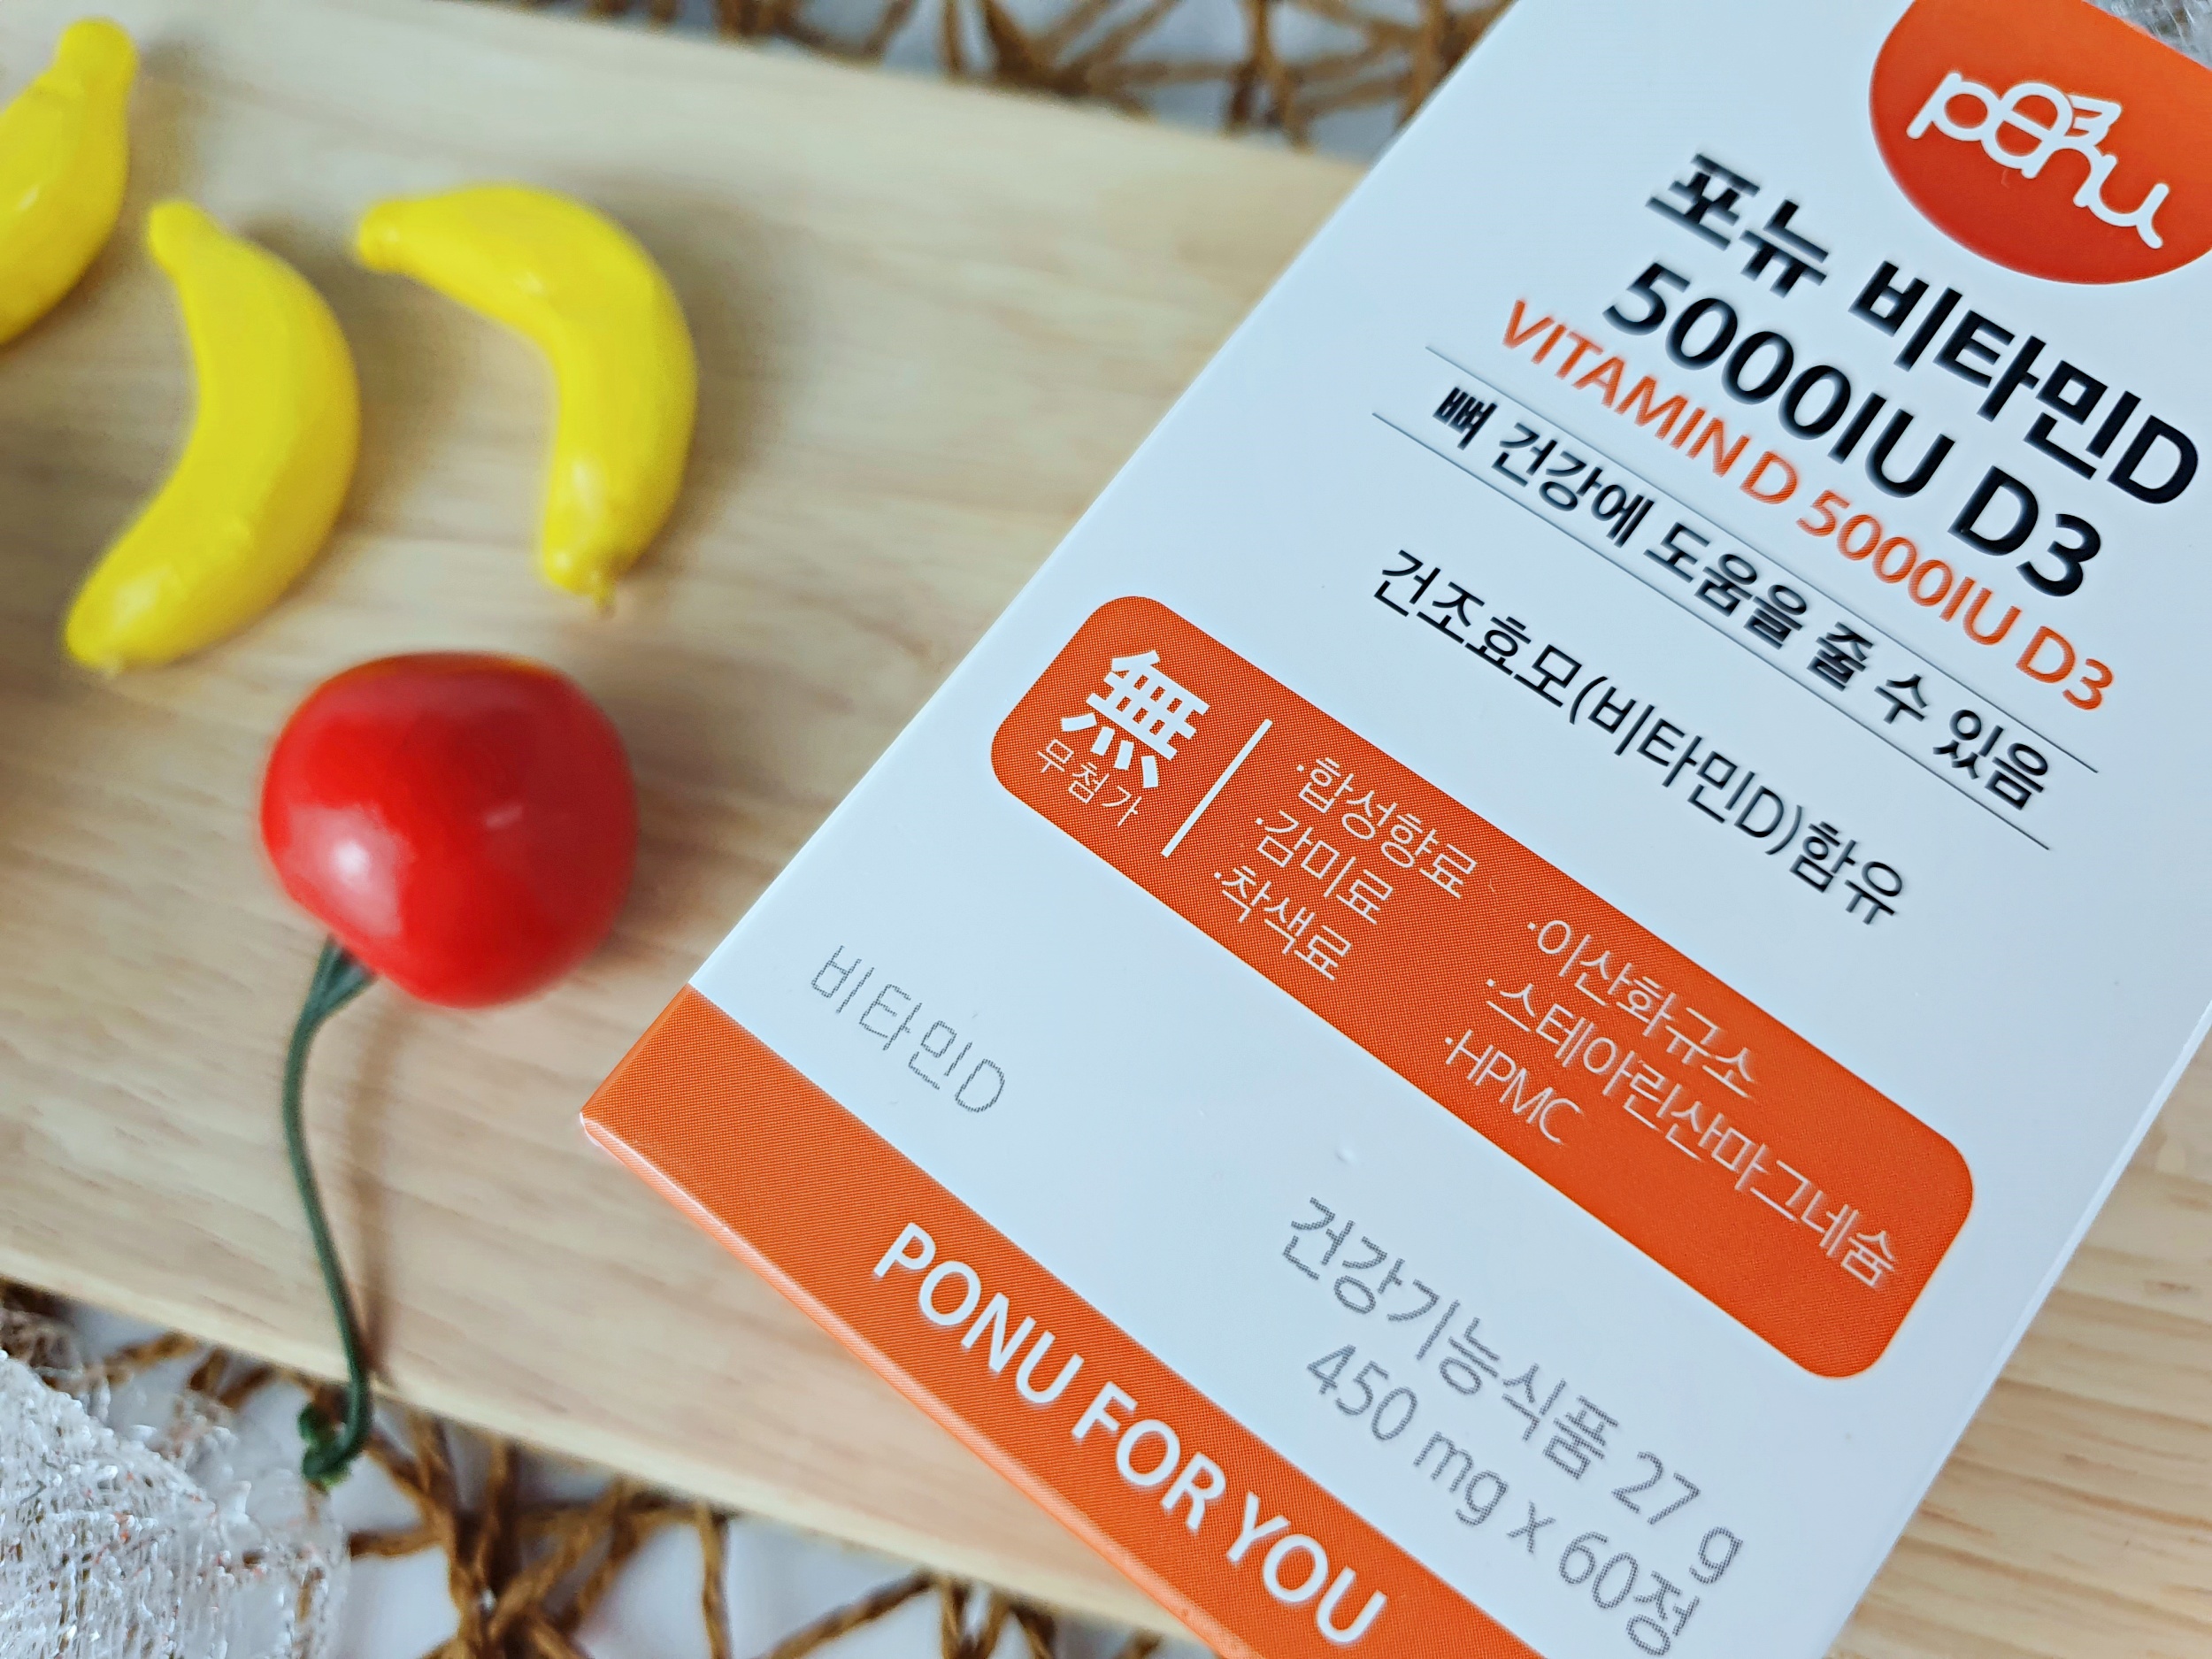 ponu
포뉴 비타민D
5000IU D3
VITAMIN D 5000IU D3
뼈 건강에 도움을 줄 수 있음
건조효모(비타민D)함유
無
무첨가
·합성향료
·감미료
·착색료
·이산화규소
·스테아린산마그네슘
·HPMC
비타민D
건강기능식품 27 g
450 mg x 60정
PONU FOR YOU